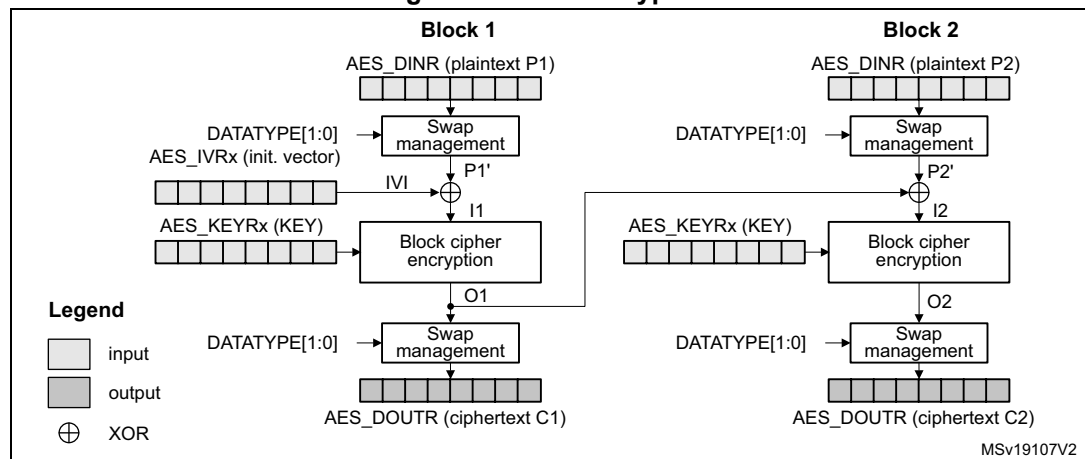 Block 1
Block 2
AES_DINR (plaintext P1)
AES_DINR (plaintext P2)
DATATYPE[1:0]
Swap
management
DATATYPE[1:0]
Swap
management
AES_IVRx (init. vector)
P1'
P2'
IVI
I1
I2
AES_KEYRx (KEY)
Block cipher
encryption
AES_KEYRx (KEY)
Block cipher
encryption
O1
O2
Legend
input
output
XOR
DATATYPE[1:0]
Swap
management
DATATYPE[1:0]
Swap
management
AES_DOUTR (ciphertext C1)
AES_DOUTR (ciphertext C2)
MSv19107V2